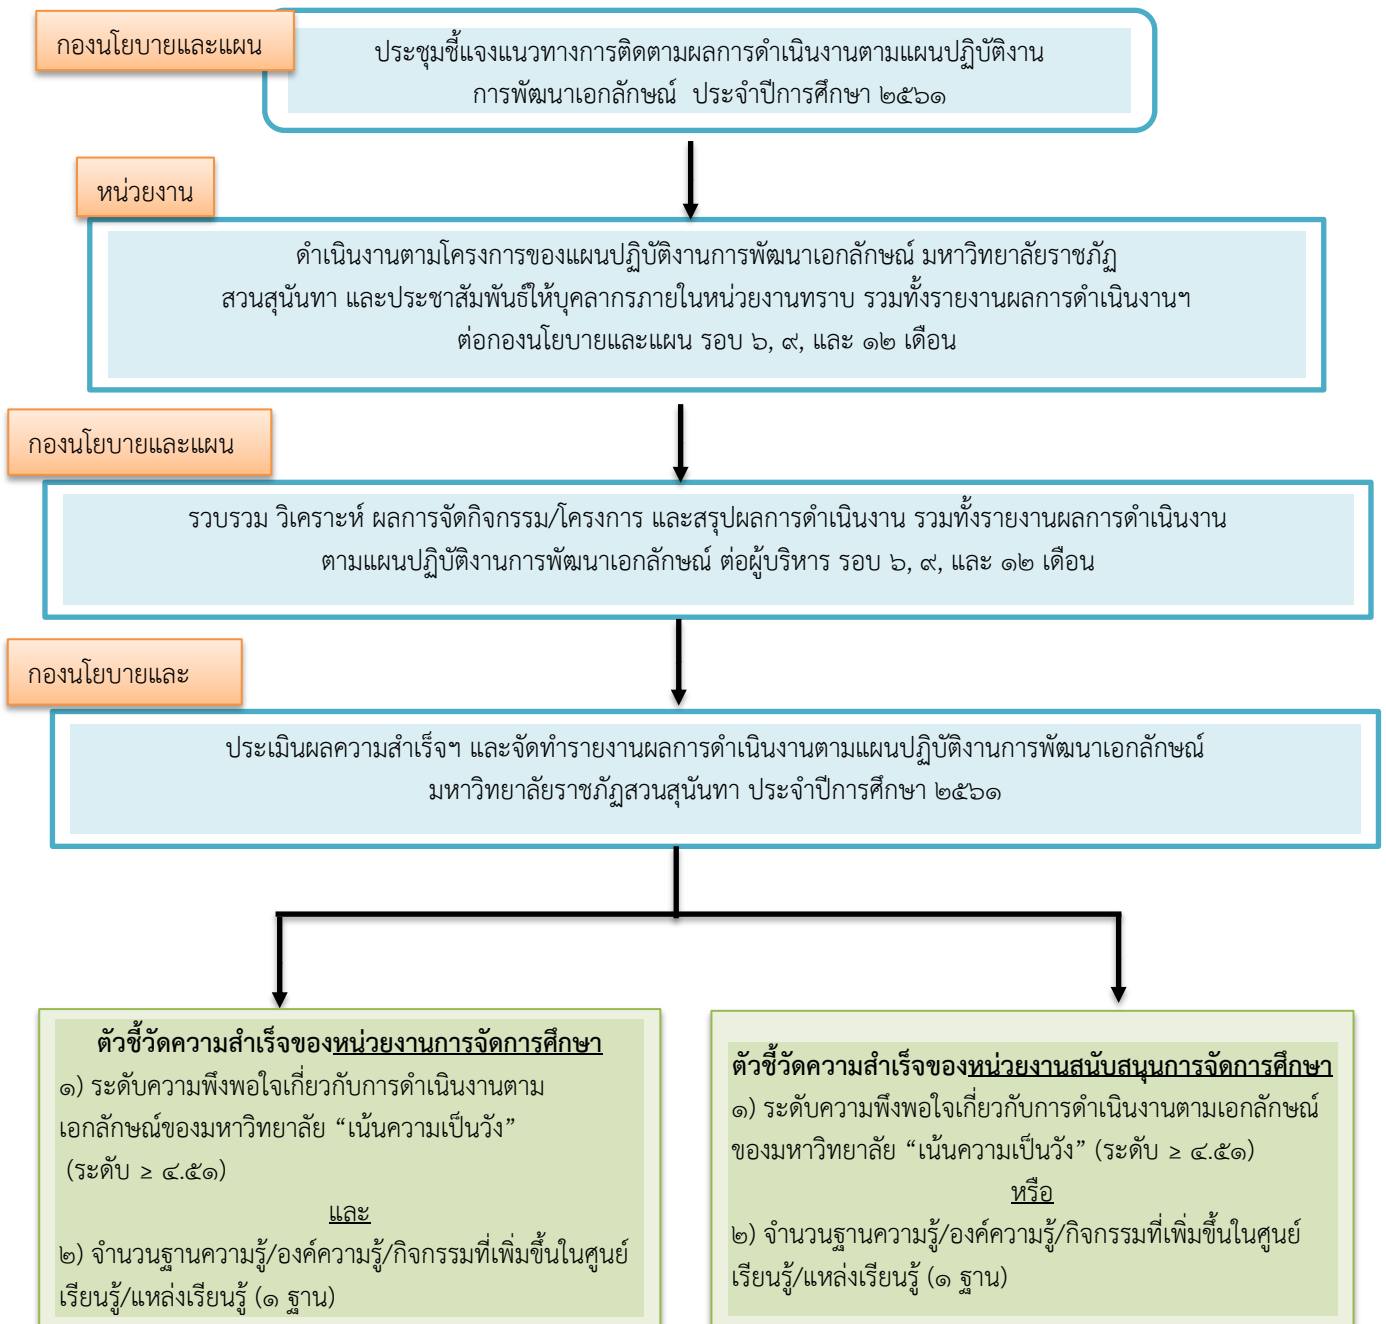 กองนโยบายและแผน
ประชุมชี้แจงแนวทางการติดตามผลการดำเนินงานตามแผนปฏิบัติงาน
การพัฒนาเอกลักษณ์ ประจำปีการศึกษา ๒๕๖๑
หน่วยงาน
ดำเนินงานตามโครงการของแผนปฏิบัติงานการพัฒนาเอกลักษณ์ มหาวิทยาลัยราชภัฏ
สวนสุนันทา และประชาสัมพันธ์ให้บุคลากรภายในหน่วยงานทราบ รวมทั้งรายงานผลการดำเนินงานฯ
ต่อกองนโยบายและแผน รอบ ๖, ๙, และ ๑๒ เดือน
กองนโยบายและแผน
รวบรวม วิเคราะห์ ผลการจัดกิจกรรม/โครงการ และสรุปผลการดำเนินงาน รวมทั้งรายงานผลการดำเนินงาน
ตามแผนปฏิบัติงานการพัฒนาเอกลักษณ์ ต่อผู้บริหาร รอบ ๖, ๙, และ ๑๒ เดือน
กองนโยบายและ
ประเมินผลความสำเร็จฯ และจัดทำรายงานผลการดำเนินงานตามแผนปฏิบัติงานการพัฒนาเอกลักษณ์
มหาวิทยาลัยราชภัฏสวนสุนันทา ประจำปีการศึกษา ๒๕๖๑
ตัวชี้วัดความสำเร็จของหน่วยงานการจัดการศึกษา
๑) ระดับความพึงพอใจเกี่ยวกับการดำเนินงานตาม
เอกลักษณ์ของมหาวิทยาลัย “เน้นความเป็นวัง”
(ระดับ ≥ ๔.๕๑)
และ
๒) จำนวนฐานความรู้/องค์ความรู้/กิจกรรมที่เพิ่มขึ้นในศูนย์
เรียนรู้/แหล่งเรียนรู้ (๑ ฐาน)
ตัวชี้วัดความสำเร็จของหน่วยงานสนับสนุนการจัดการศึกษา
๑) ระดับความพึงพอใจเกี่ยวกับการดำเนินงานตามเอกลักษณ์
ของมหาวิทยาลัย “เน้นความเป็นวัง” (ระดับ ≥ ๔.๕๑)
หรือ
๒) จำนวนฐานความรู้/องค์ความรู้/กิจกรรมที่เพิ่มขึ้นในศูนย์
เรียนรู้/แหล่งเรียนรู้ (๑ ฐาน)